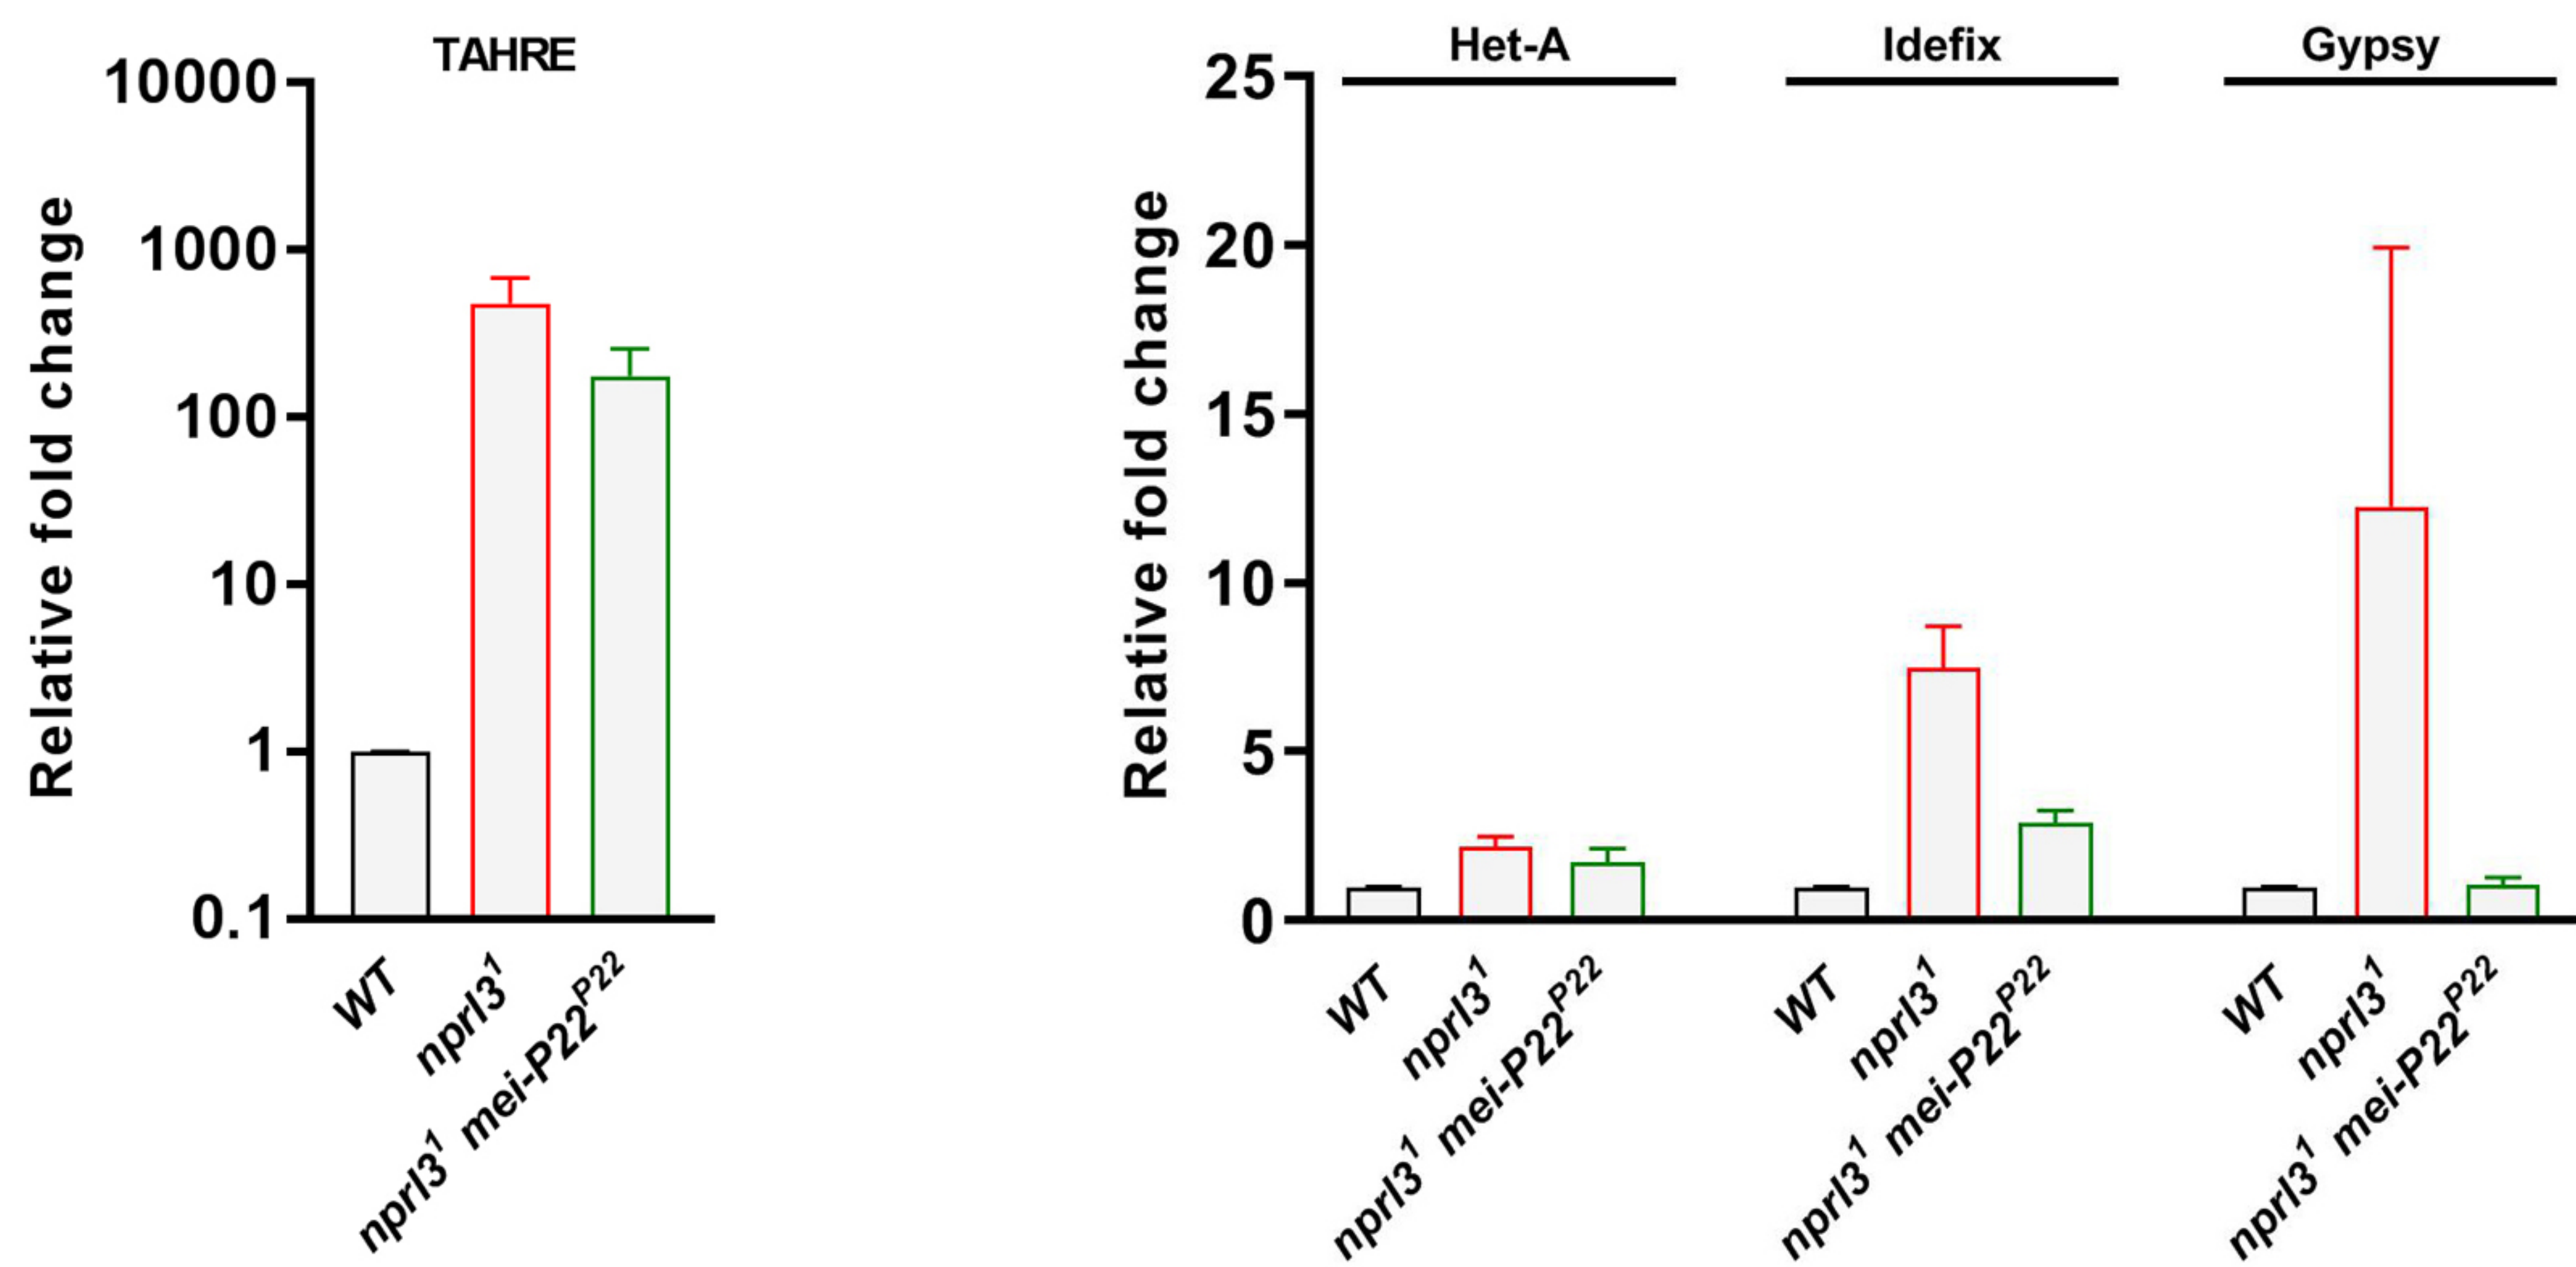 TAHRE
Relative fold change
10000
1000
100
10
1
0.1
WT
nprl3¹
nprl3¹ mei-P22ᴾ²²
Het-A
Idefix
Gypsy
Relative fold change
25
20
15
10
5
0
WT
nprl3¹
nprl3¹ mei-P22ᴾ²²
WT
nprl3¹
nprl3¹ mei-P22ᴾ²²
WT
nprl3¹
nprl3¹ mei-P22ᴾ²²